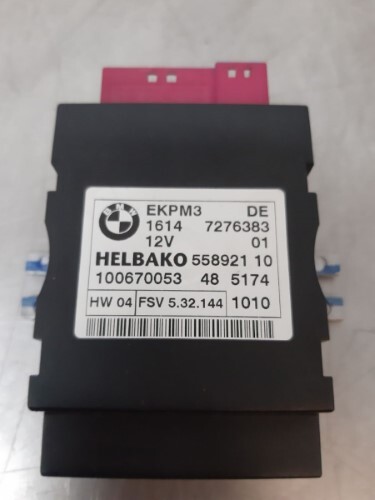 BMW
EKPM3 DE
1614 7276383
12V 01
HELBAKO 558921 10
100670053 48 5174
HW 04 FSV 5.32.144 1010